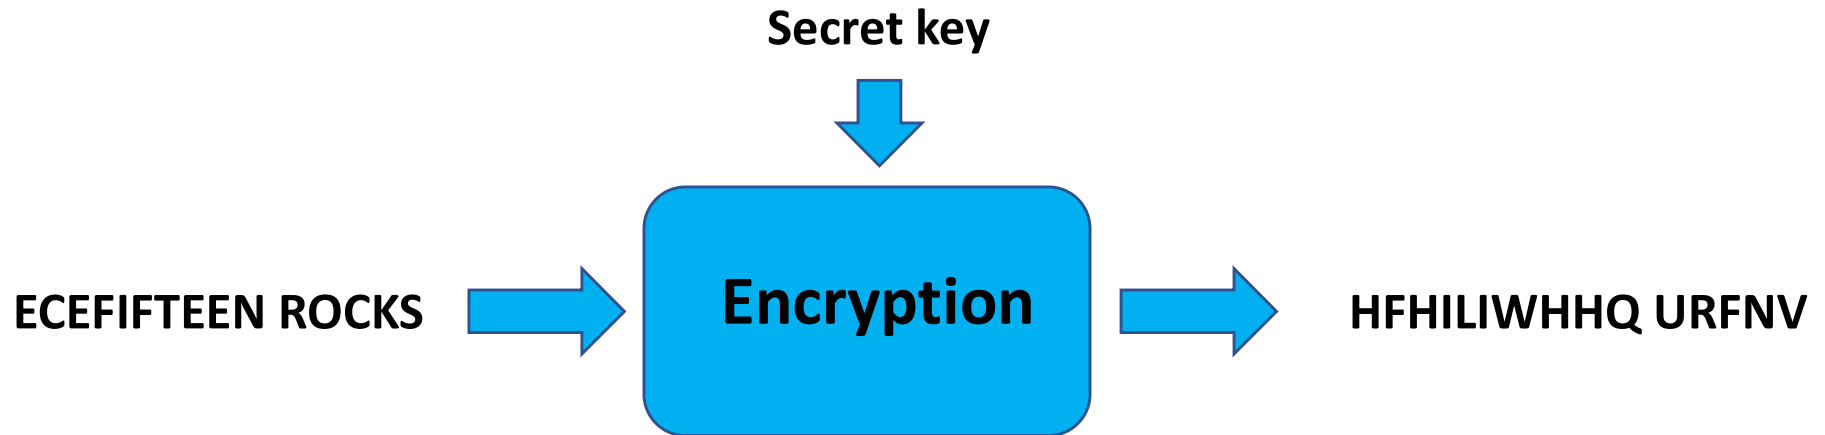 Secret key
Encryption
ECEFIFTEEN ROCKS
HFHILIWHHQ URFNV